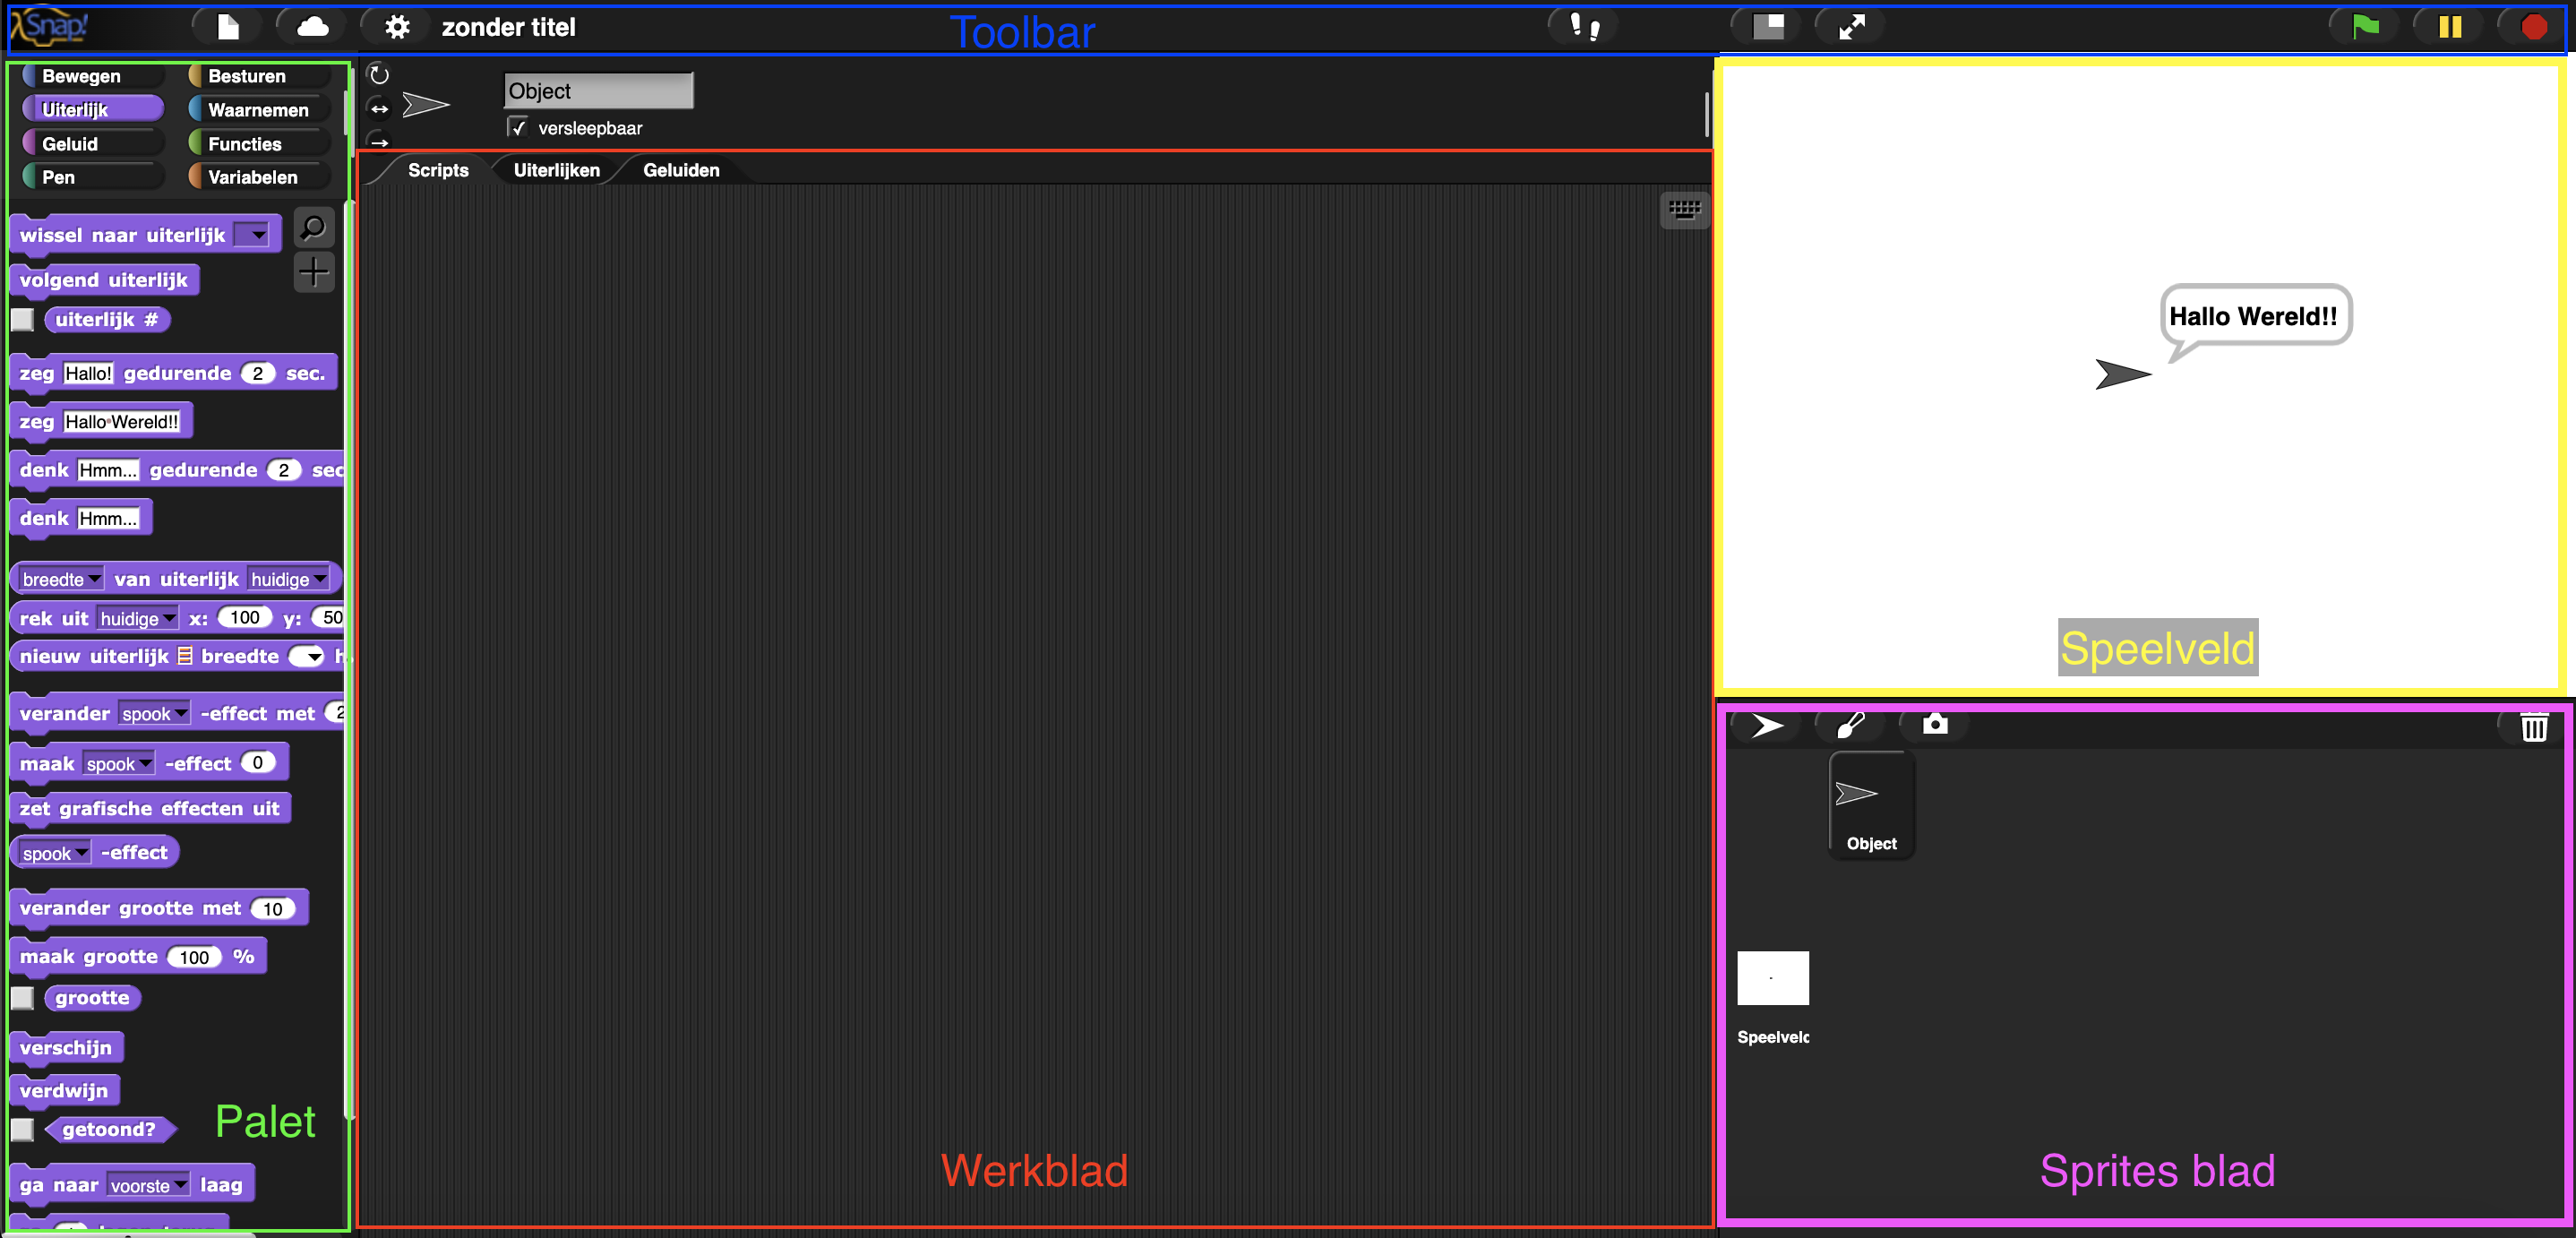 Snap!
zonder titel
Toolbar
Bewegen
Besturen
Uiterlijk
Waarnemen
Geluid
Functies
Pen
Variabelen
wissel naar uiterlijk
volgend uiterlijk
uiterlijk #
zeg Hallo! gedurende 2 sec.
zeg Hallo Wereld!!
denk Hmm... gedurende 2 sec
denk Hmm...
breedte van uiterlijk huidige
rek uit huidige x: 100 y: 50
nieuw uiterlijk breedte
verander spook -effect met 2
maak spook -effect 0
zet grafische effecten uit
spook -effect
verander grootte met 10
maak grootte 100 %
grootte
verschijn
verdwijn
getoond?
ga naar voorste laag
Palet
Object
versleepbaar
Scripts
Uiterlijken
Geluiden
Werkblad
Hallo Wereld!!
Speelveld
Object
Speelveld
Sprites blad